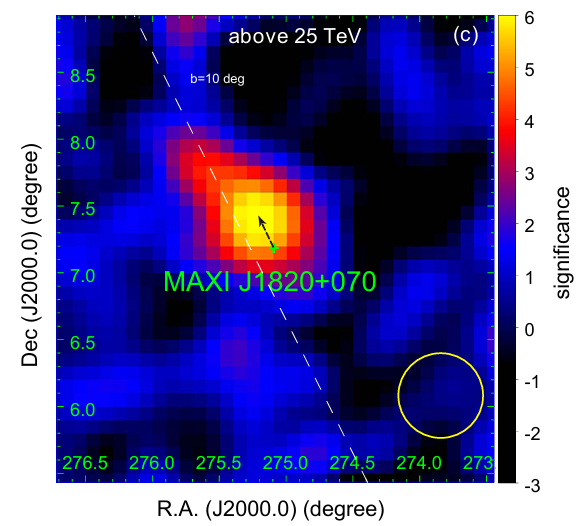 above 25 TeV
(c)
b=10 deg
MAXI J1820+070
8.5
8.0
7.5
7.0
6.5
6.0
276.5 276.0 275.5 275.0 274.5 274.0 273.
Dec (J2000.0) (degree)
R.A. (J2000.0) (degree)
6
5
4
3
2
1
0
-1
-2
-3
significance